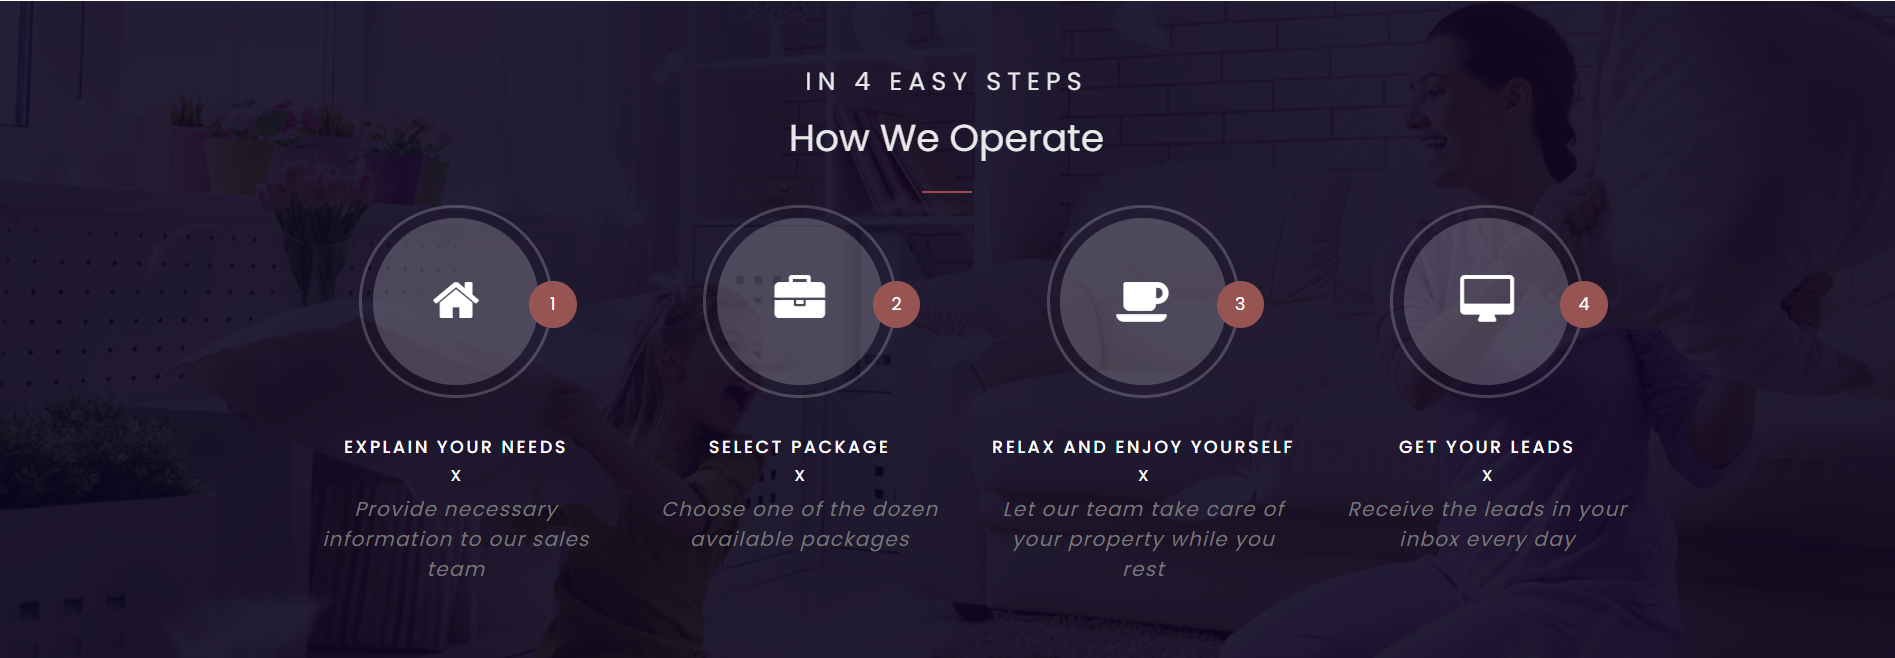 IN 4 EASY STEPS
How We Operate
1
2
3
4
EXPLAIN YOUR NEEDS
X
Provide necessary
information to our sales
team
SELECT PACKAGE
X
Choose one of the dozen
available packages
RELAX AND ENJOY YOURSELF
X
Let our team take care of
your property while you
rest
GET YOUR LEADS
X
Receive the leads in your
inbox every day